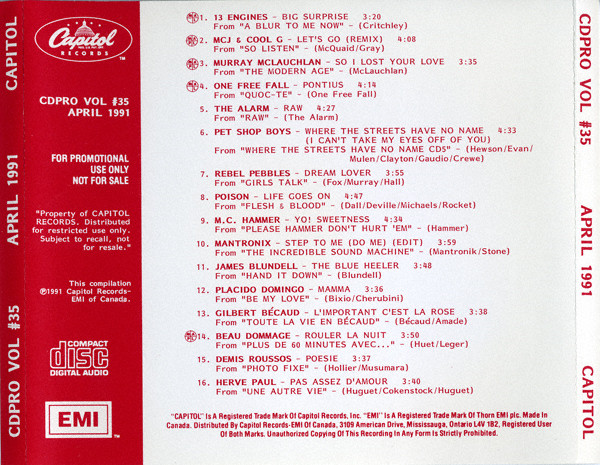 CAPITOL
APRIL 1991
CDPRO VOL #35
Capitol
RECORDS
TM
CDPRO VOL #35
APRIL 1991
FOR PROMOTIONAL
USE ONLY
NOT FOR SALE
"Property of CAPITOL
RECORDS. Distributed
for restricted use only.
Subject to recall, not
for resale."
This compilation
℗1991 Capitol Records-
EMI of Canada.
COMPACT
disc
DIGITAL AUDIO
EMI
TM
1. 13 ENGINES - BIG SURPRISE 3:20
From "A BLUR TO ME NOW" - (Critchley)
2. MCJ & COOL G - LET'S GO (REMIX) 4:08
From "SO LISTEN" - (McQuaid/Gray)
3. MURRAY MCLAUCHLAN - SO I LOST YOUR LOVE 3:35
From "THE MODERN AGE" - (McLauchlan)
4. ONE FREE FALL - PONTIUS 4:14
From "QUOC-TE" - (One Free Fall)
5. THE ALARM - RAW 4:27
From "RAW" - (The Alarm)
6. PET SHOP BOYS - WHERE THE STREETS HAVE NO NAME 4:33
(I CAN'T TAKE MY EYES OFF OF YOU)
From "WHERE THE STREETS HAVE NO NAME CD5" - (Hewson/Evan/
Mulen/Clayton/Gaudio/Crewe)
7. REBEL PEBBLES - DREAM LOVER 3:55
From "GIRLS TALK" - (Fox/Murray/Hall)
8. POISON - LIFE GOES ON 4:47
From "FLESH & BLOOD" - (Dall/Deville/Michaels/Rocket)
9. M.C. HAMMER - YO! SWEETNESS 4:34
From "PLEASE HAMMER DON'T HURT 'EM" - (Hammer)
10. MANTRONIX - STEP TO ME (DO ME) (EDIT) 3:59
From "THE INCREDIBLE SOUND MACHINE" - (Mantronik/Stone)
11. JAMES BLUNDELL - THE BLUE HEELER 3:48
From "HAND IT DOWN" - (Blundell)
12. PLACIDO DOMINGO - MAMMA 3:36
From "BE MY LOVE" - (Bixio/Cherubini)
13. GILBERT BÉCAUD - L'IMPORTANT C'EST LA ROSE 3:38
From "TOUTE LA VIE EN BÉCAUD" - (Bécaud/Amade)
14. BEAU DOMMAGE - ROULER LA NUIT 3:50
From "PLUS DE 60 MINUTES AVEC..." - (Huet/Leger)
15. DEMIS ROUSSOS - POESIE 3:37
From "PHOTO FIXE" - (Hollier/Musumara)
16. HERVE PAUL - PAS ASSEZ D'AMOUR 3:40
From "UNE AUTRE VIE" - (Huguet/Cokenstock/Huguet)
"CAPITOL" Is A Registered Trade Mark Of Capitol Records, Inc. "EMI" Is A Registered Trade Mark Of Thorn EMI plc. Made In
Canada. Distributed By Capitol Records-EMI Of Canada, 3109 American Drive, Mississauga, Ontario L4V 1B2, Registered User
Of Both Marks. Unauthorized Copying Of This Recording In Any Form Is Strictly Prohibited.
CDPRO VOL #35
APRIL 1991
CAPITOL